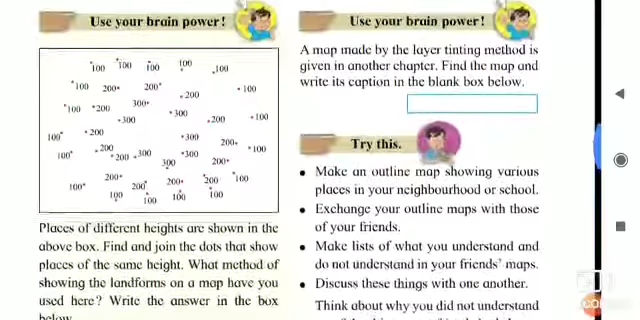 Use your brain power!
100 100 100 100 100
100 200 200 200 100
100 200 300 300 200 100
300
100 200 300 200 100
100 200 200 300 300 200
300
100 200 200 200 200 100
100 100 100 100
Places of different heights are shown in the
above box. Find and join the dots that show
places of the same height. What method of
showing the landforms on a map have you
used here? Write the answer in the box
below.
Use your brain power!
A map made by the layer tinting method is
given in another chapter. Find the map and
write its caption in the blank box below.
Try this.
• Make an outline map showing various
places in your neighbourhood or school.
• Exchange your outline maps with those
of your friends.
• Make lists of what you understand and
do not understand in your friends' maps.
• Discuss these things with one another.
Think about why you did not understand